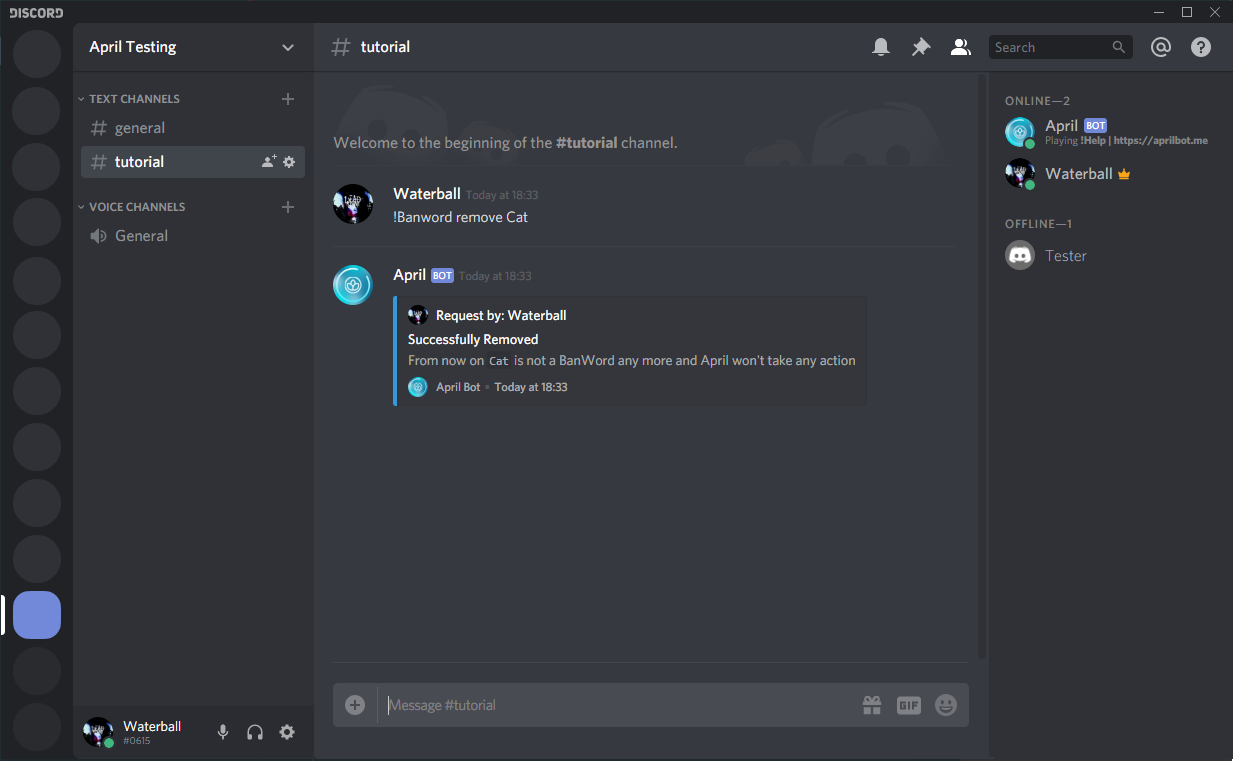 DISCORD
April Testing
TEXT CHANNELS
general
tutorial
VOICE CHANNELS
General
Waterball
#0615
# tutorial
Search
Welcome to the beginning of the #tutorial channel.
Waterball Today at 18:33
!Banword remove Cat
April BOT Today at 18:33
Request by: Waterball
Successfully Removed
From now on Cat is not a BanWord any more and April won't take any action
April Bot • Today at 18:33
Message #tutorial
GIF
ONLINE—2
April BOT
Playing !Help | https://aprilbot.me
Waterball
OFFLINE—1
Tester